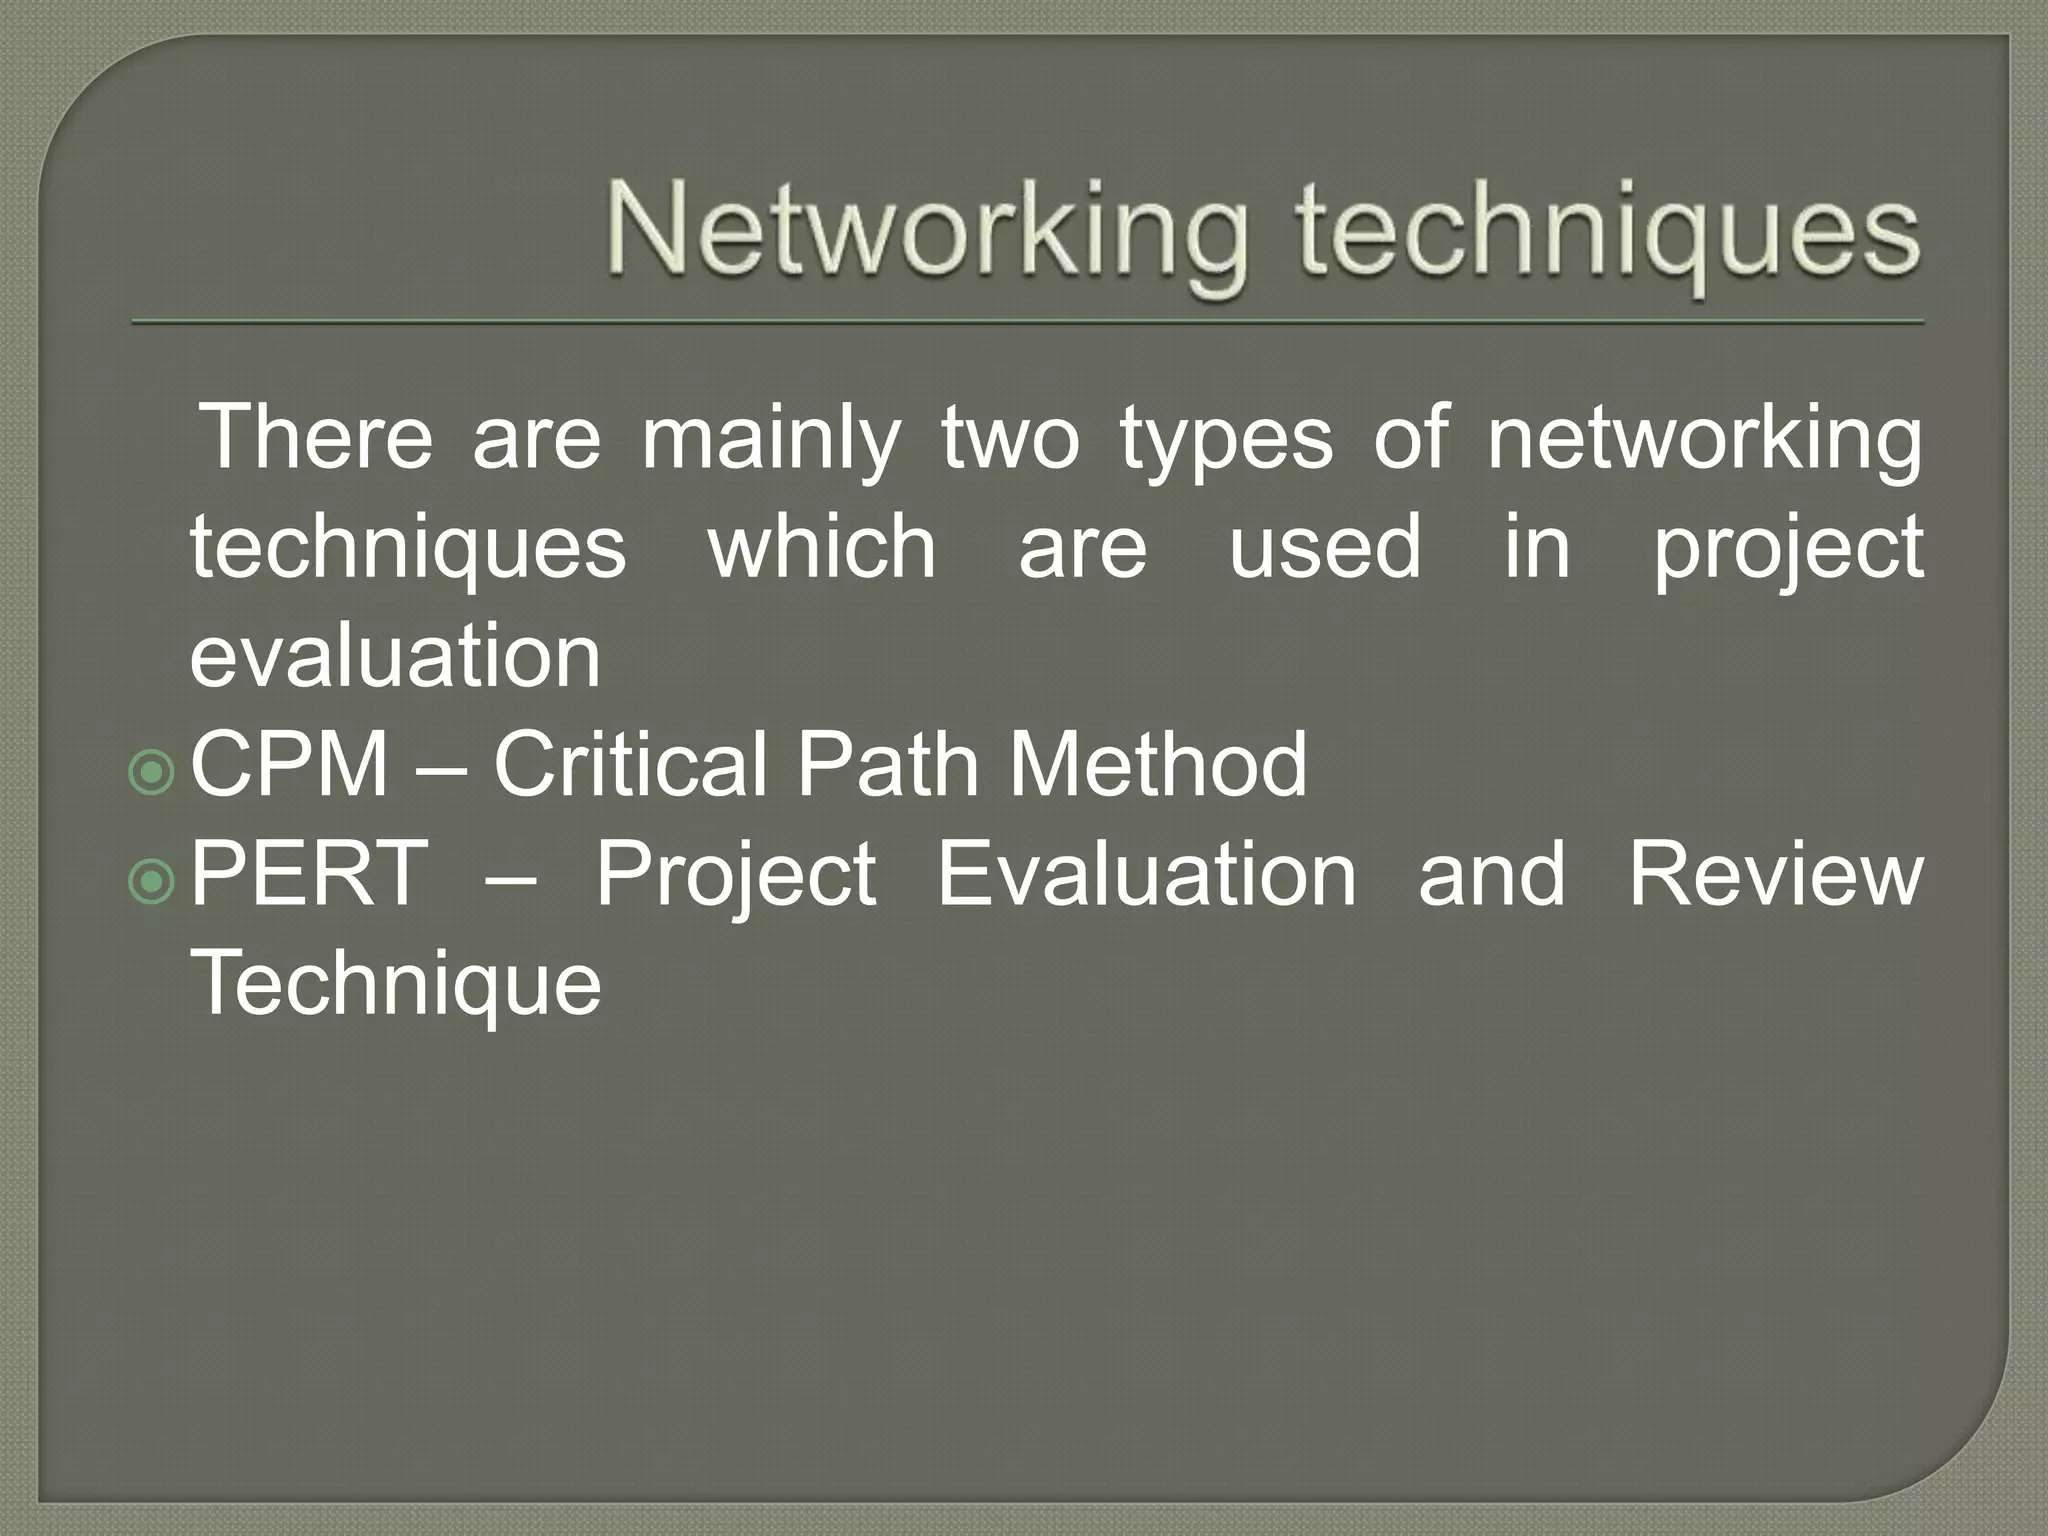 Networking techniques
There are mainly two types of networking
techniques which are used in project
evaluation
CPM – Critical Path Method
PERT – Project Evaluation and Review
Technique